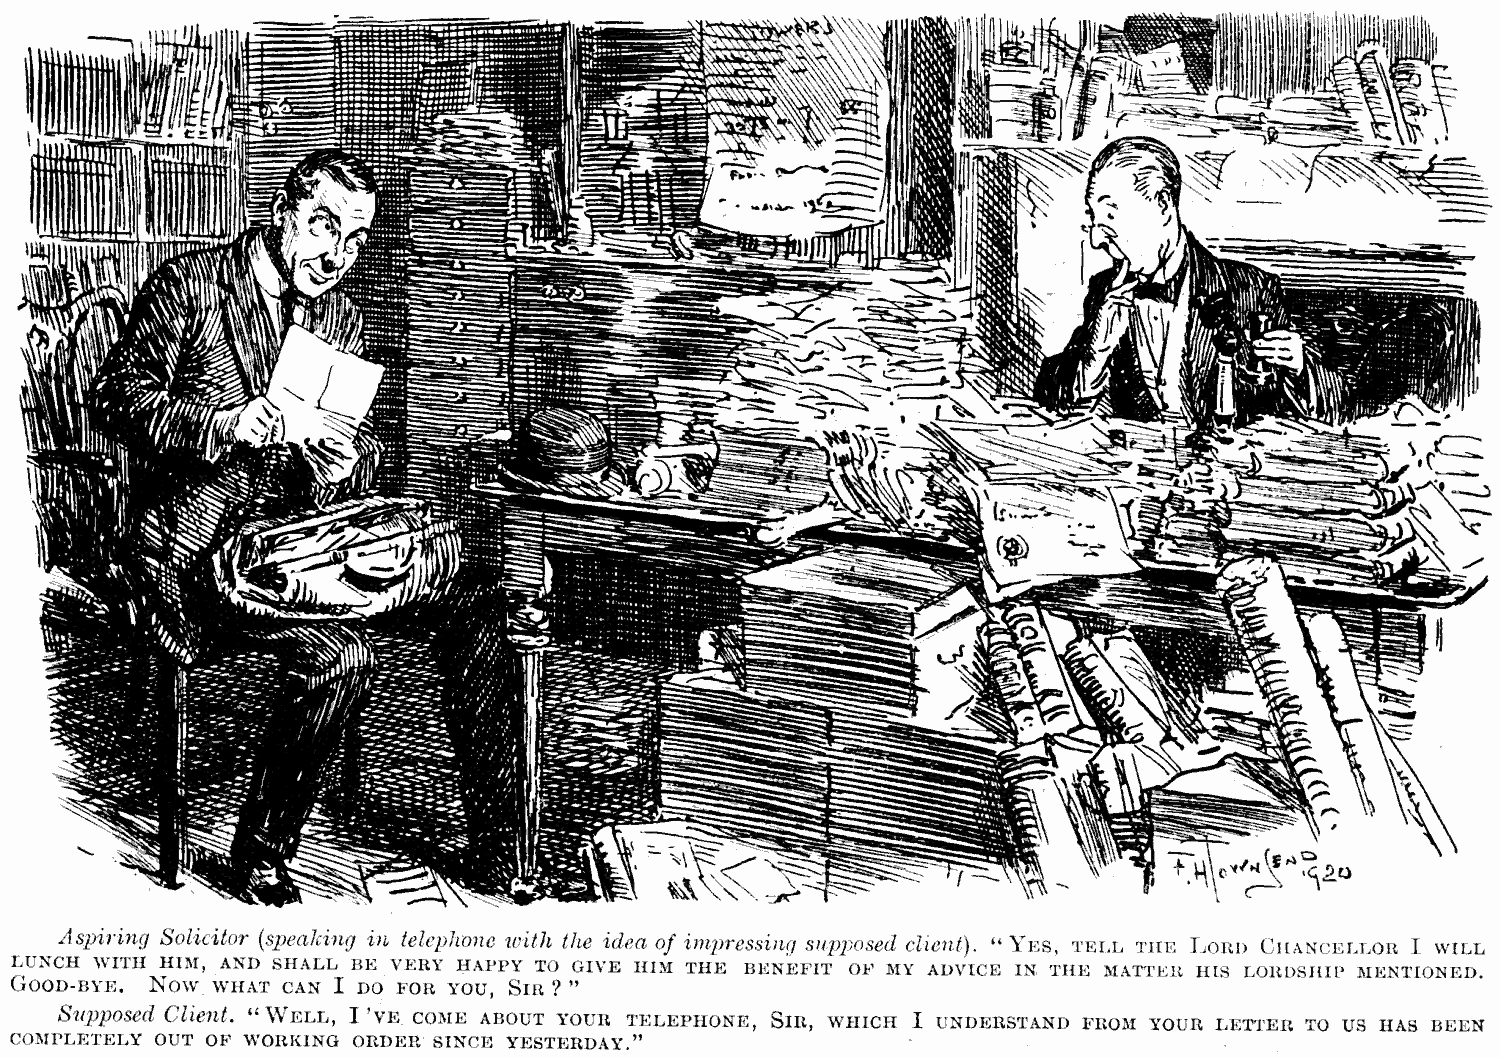 F. H. TOWNSEND
1920
Aspiring Solicitor (speaking in telephone with the idea of impressing supposed client). "YES, TELL THE LORD CHANCELLOR I WILL
LUNCH WITH HIM, AND SHALL BE VERY HAPPY TO GIVE HIM THE BENEFIT OF MY ADVICE IN THE MATTER HIS LORDSHIP MENTIONED.
GOOD-BYE. NOW WHAT CAN I DO FOR YOU, SIR?"
Supposed Client. "WELL, I'VE COME ABOUT YOUR TELEPHONE, SIR, WHICH I UNDERSTAND FROM YOUR LETTER TO US HAS BEEN
COMPLETELY OUT OF WORKING ORDER SINCE YESTERDAY."